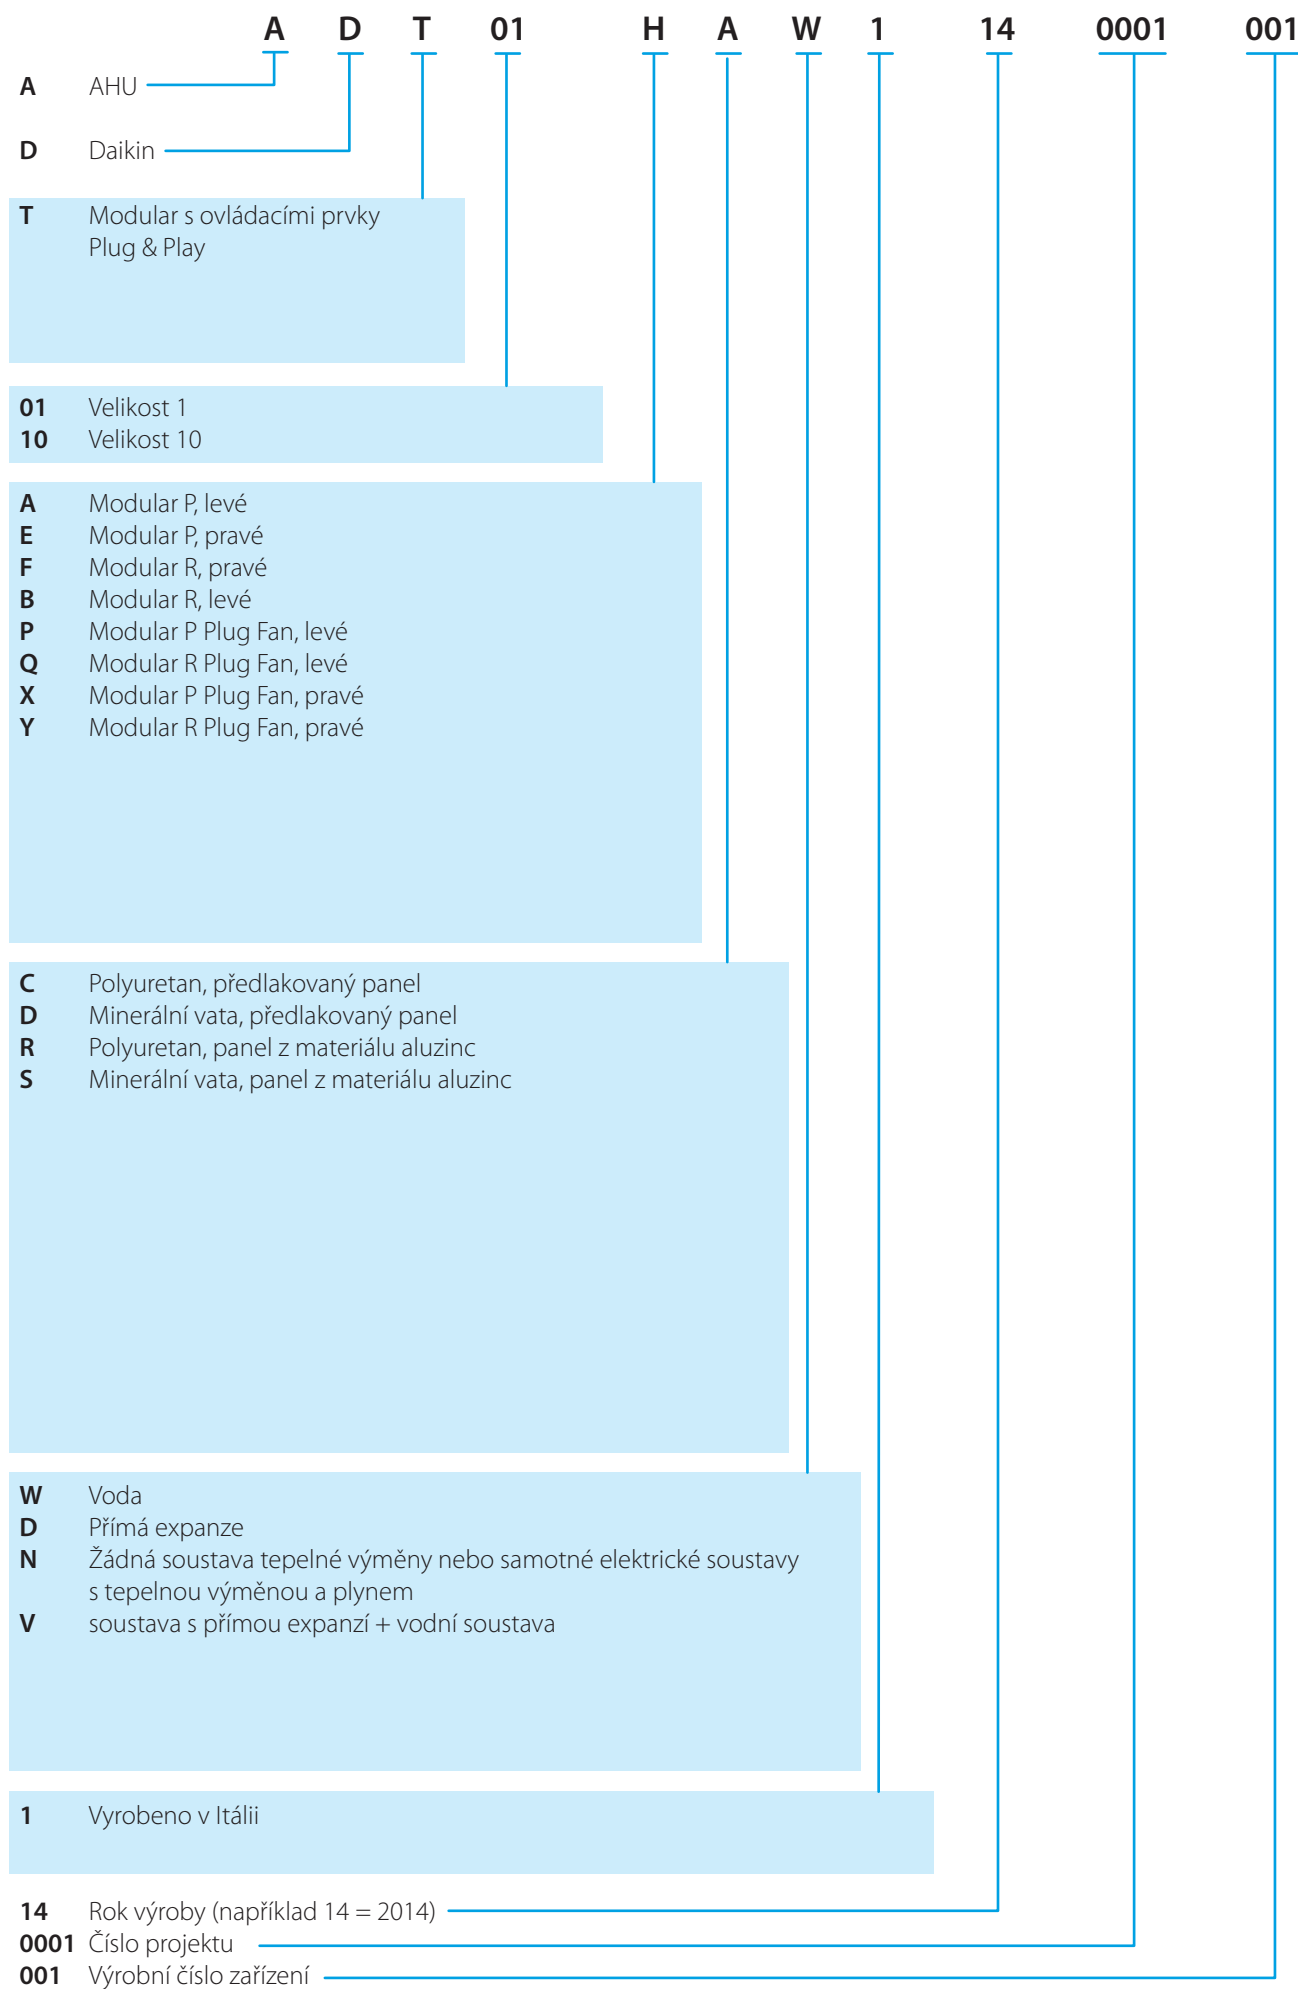 A D T 01 H A W 1 14 0001 001
A AHU
D Daikin
T Modular s ovládacími prvky
Plug & Play
01 Velikost 1
10 Velikost 10
A Modular P, levé
E Modular P, pravé
F Modular R, pravé
B Modular R, levé
P Modular P Plug Fan, levé
Q Modular R Plug Fan, levé
X Modular P Plug Fan, pravé
Y Modular R Plug Fan, pravé
C Polyuretan, předlakovaný panel
D Minerální vata, předlakovaný panel
R Polyuretan, panel z materiálu aluzinc
S Minerální vata, panel z materiálu aluzinc
W Voda
D Přímá expanze
N Žádná soustava tepelné výměny nebo samotné elektrické soustavy
s tepelnou výměnou a plynem
V soustava s přímou expanzí + vodní soustava
1 Vyrobeno v Itálii
14 Rok výroby (například 14 = 2014)
0001 Číslo projektu
001 Výrobní číslo zařízení